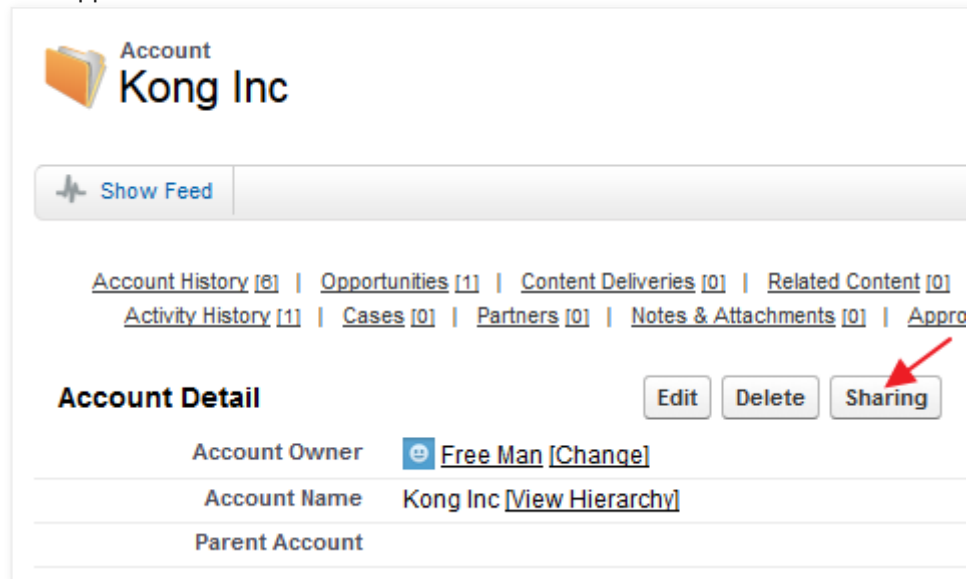 Account
Kong Inc
Show Feed
Account History [6] | Opportunities [1] | Content Deliveries [0] | Related Content [0]
Activity History [1] | Cases [0] | Partners [0] | Notes & Attachments [0] | Appro
Account Detail Edit Delete Sharing
Account Owner Free Man [Change]
Account Name Kong Inc [View Hierarchy]
Parent Account